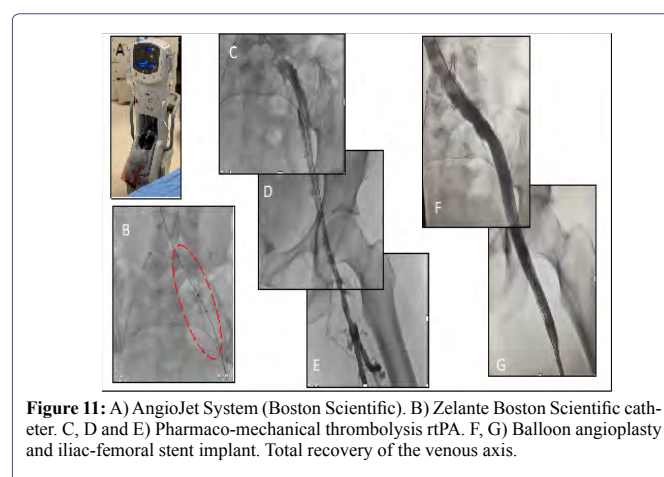 A
B
C
D
E
F
G
Figure 11: A) AngioJet System (Boston Scientific). B) Zelante Boston Scientific cath-
eter. C, D and E) Pharmaco-mechanical thrombolysis rtPA. F, G) Balloon angioplasty
and iliac-femoral stent implant. Total recovery of the venous axis.